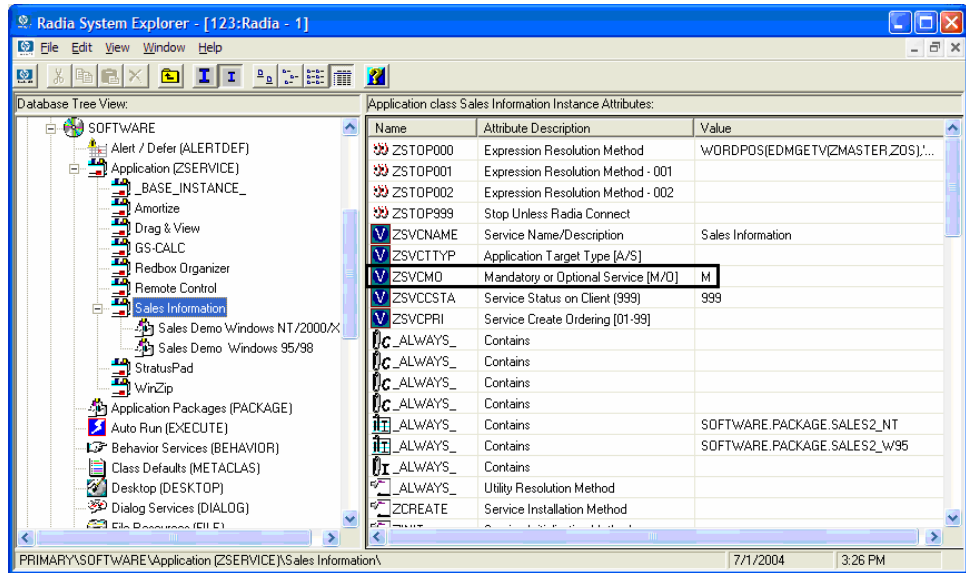 Radia System Explorer - [123:Radia - 1]
File Edit View Window Help
Database Tree View:
Application class Sales Information Instance Attributes:
SOFTWARE
Alert / Defer (ALERTDEF)
Application (ZSERVICE)
_BASE_INSTANCE_
Amortize
Drag & View
GS-CALC
Redbox Organizer
Remote Control
Sales Information
Sales Demo Windows NT/2000/X
Sales Demo Windows 95/98
StratusPad
WinZip
Application Packages (PACKAGE)
Auto Run (EXECUTE)
Behavior Services (BEHAVIOR)
Class Defaults (METACLAS)
Desktop (DESKTOP)
Dialog Services (DIALOG)
Name Attribute Description Value
ZSTOP000 Expression Resolution Method WORDPOS(EDMGETV(ZMASTER,ZOS),'...
ZSTOP001 Expression Resolution Method - 001
ZSTOP002 Expression Resolution Method - 002
ZSTOP999 Stop Unless Radia Connect
V ZSVCNAME Service Name/Description Sales Information
V ZSVCTTYP Application Target Type [A/S]
V ZSVCMO Mandatory or Optional Service [M/O] M
V ZSVCCSTA Service Status on Client (999) 999
V ZSVCPRI Service Create Ordering [01-99]
C _ALWAYS_ Contains
C _ALWAYS_ Contains
C _ALWAYS_ Contains
C _ALWAYS_ Contains
_ALWAYS_ Contains SOFTWARE.PACKAGE.SALES2_NT
_ALWAYS_ Contains SOFTWARE.PACKAGE.SALES2_W95
I _ALWAYS_ Contains
_ALWAYS_ Utility Resolution Method
ZCREATE Service Installation Method
PRIMARY\SOFTWARE\Application (ZSERVICE)\Sales Information\ 7/1/2004 3:26 PM